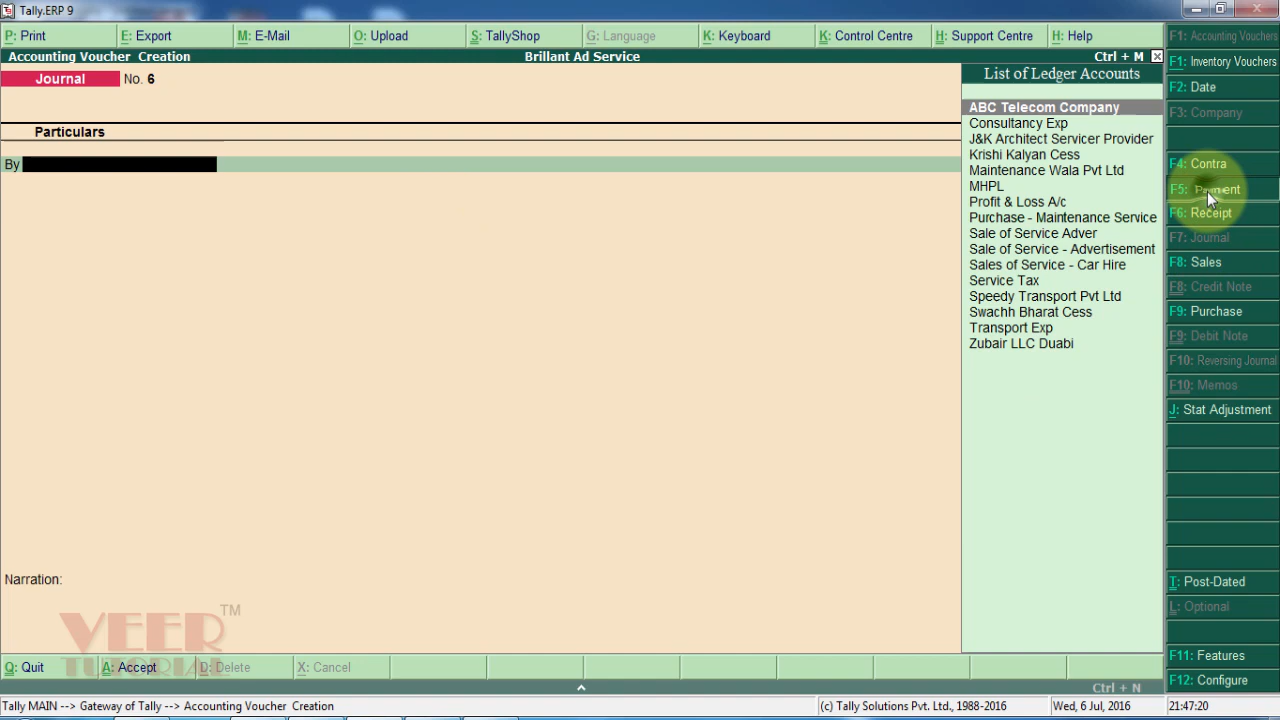 Tally.ERP 9
P: Print E: Export M: E-Mail O: Upload S: TallyShop G: Language K: Keyboard K: Control Centre H: Support Centre H: Help
F1: Accounting Vouchers
Accounting Voucher Creation Brillant Ad Service Ctrl + M
F1: Inventory Vouchers
Journal No. 6
List of Ledger Accounts
F2: Date
ABC Telecom Company
F3: Company
Consultancy Exp
Particulars
J&K Architect Servicer Provider
Krishi Kalyan Cess
By
F4: Contra
Maintenance Wala Pvt Ltd
MHPL
F5: Payment
Profit & Loss A/c
F6: Receipt
Purchase - Maintenance Service
Sale of Service Adver
F7: Journal
Sale of Service - Advertisement
Sales of Service - Car Hire
F8: Sales
Service Tax
F8: Credit Note
Speedy Transport Pvt Ltd
Swachh Bharat Cess
F9: Purchase
Transport Exp
F9: Debit Note
Zubair LLC Duabi
F10: Reversing Journal
F10: Memos
J: Stat Adjustment
Narration:
T: Post-Dated
L: Optional
VEER TM
TUTORIAL
F11: Features
Q: Quit A: Accept D: Delete X: Cancel
F12: Configure
Ctrl + N
Tally MAIN --> Gateway of Tally --> Accounting Voucher Creation (c) Tally Solutions Pvt. Ltd., 1988-2016 Wed, 6 Jul, 2016 21:47:20